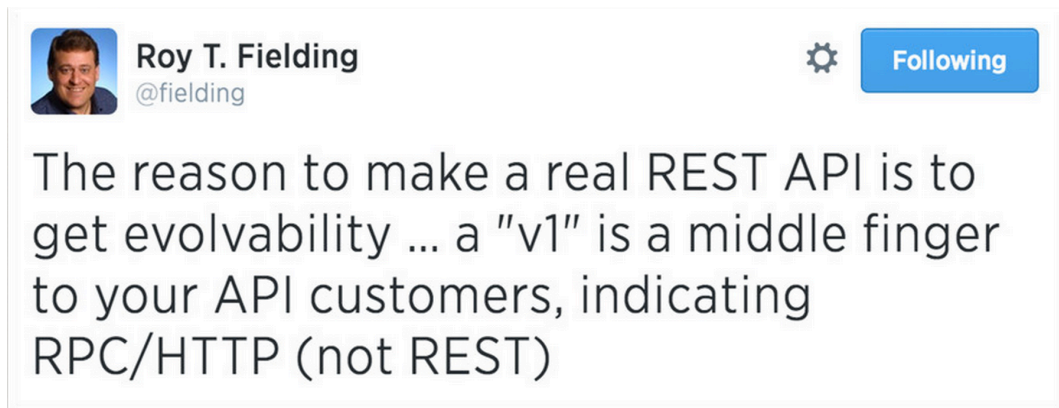 Roy T. Fielding
@fielding
Following
The reason to make a real REST API is to
get evolvability ... a "v1" is a middle finger
to your API customers, indicating
RPC/HTTP (not REST)